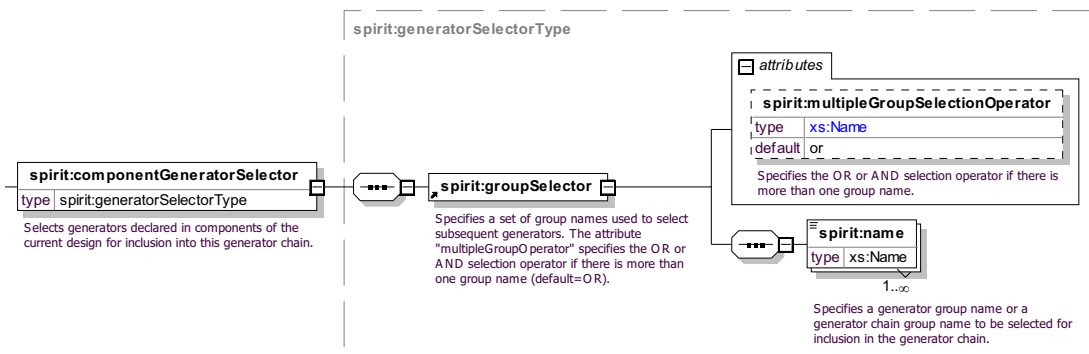 spirit:generatorSelectorType
attributes
spirit:multipleGroupSelectionOperator
type xs:Name
default or
Specifies the OR or AND selection operator if there is
more than one group name.
spirit:componentGeneratorSelector
type spirit:generatorSelectorType
Selects generators declared in components of the
current design for inclusion into this generator chain.
spirit:groupSelector
Specifies a set of group names used to select
subsequent generators. The attribute
"multipleGroupOperator" specifies the OR or
AND selection operator if there is more than
one group name (default=OR).
spirit:name
type xs:Name
1..∞
Specifies a generator group name or a
generator chain group name to be selected for
inclusion in the generator chain.